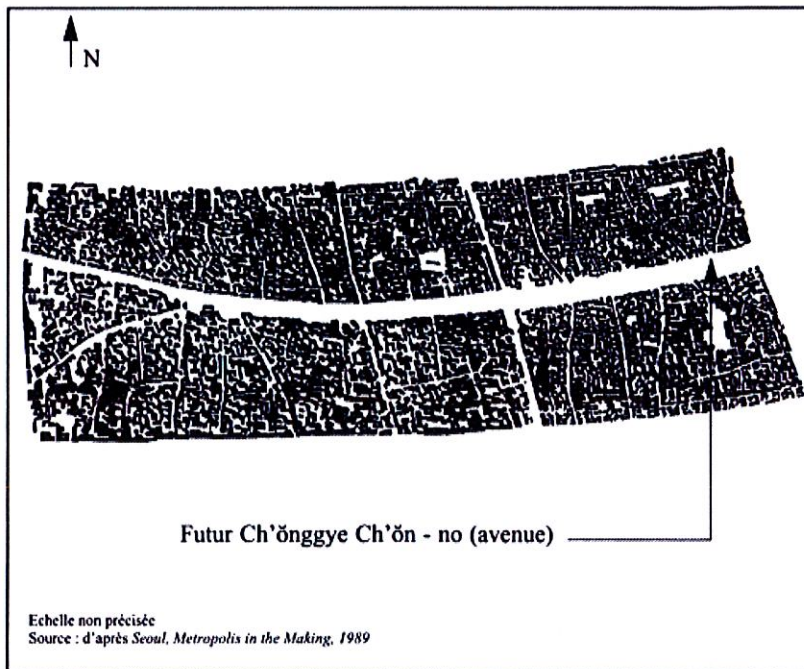 N
Futur Ch'ŏnggye Ch'ŏn - no (avenue)
Echelle non précisée
Source : d'après Seoul, Metropolis in the Making, 1989